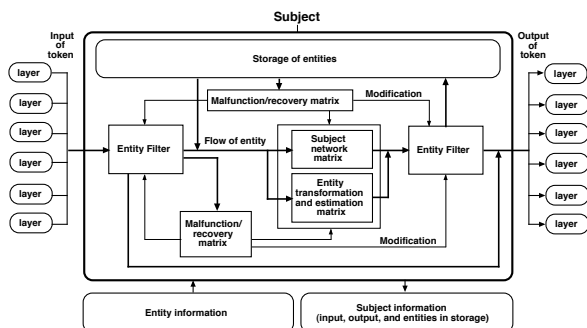 Subject
Input
of
token
Output
of
token
Storage of entities
layer
layer
layer
layer
layer
layer
Malfunction/recovery matrix
Modification
Entity Filter
Flow of entity
Subject
network
matrix
Entity
transformation
and estimation
matrix
Entity Filter
Malfunction/
recovery
matrix
Modification
layer
layer
layer
layer
layer
layer
Entity information
Subject information
(input, output, and entities in storage)